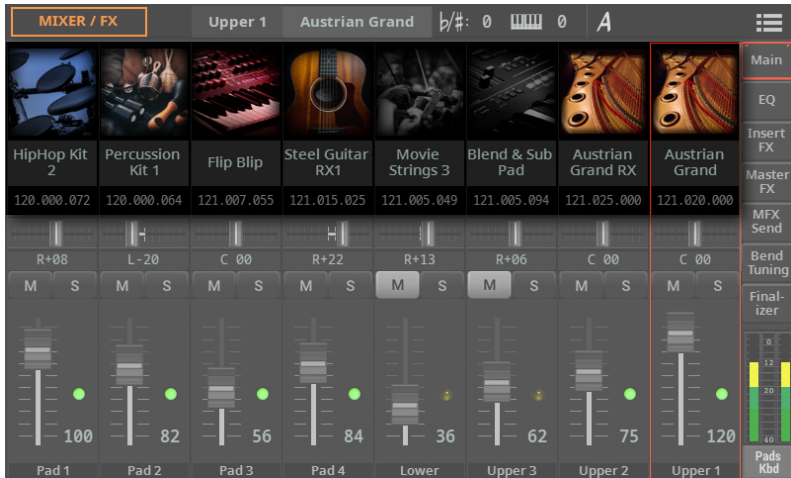 MIXER / FX Upper 1 Austrian Grand ♭/♯: 0 0 A
Main
EQ
Insert
FX
Master
FX
MFX
Send
Bend
Tuning
Final-
izer
HipHop Kit
2
Percussion
Kit 1
Flip Blip
Steel Guitar
RX1
Movie
Strings 3
Blend & Sub
Pad
Austrian
Grand RX
Austrian
Grand
120.000.072 120.000.064 121.007.055 121.015.025 121.005.049 121.005.094 121.025.000 121.020.000
R+08 L-20 C 00 R+22 R+13 R+06 C 00 C 00
M S M S M S M S M S M S M S M S
0
12
20
40
100 82 56 84 36 62 75 120
Pad 1 Pad 2 Pad 3 Pad 4 Lower Upper 3 Upper 2 Upper 1
Pads
Kbd